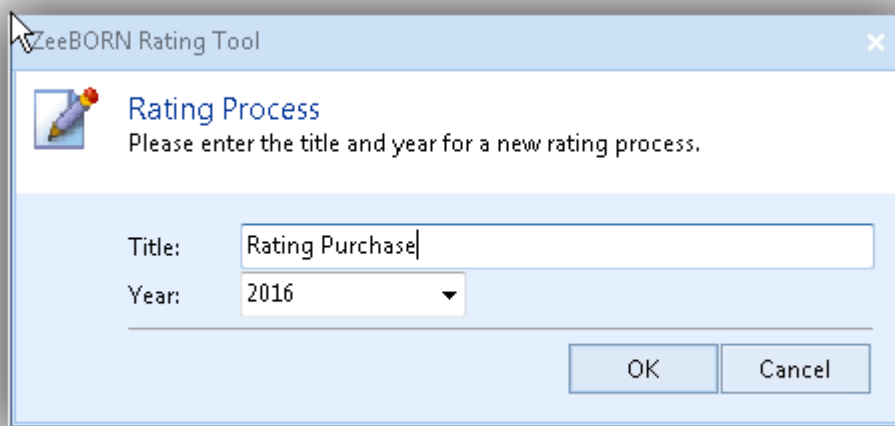 ZeeBORN Rating Tool
Rating Process
Please enter the title and year for a new rating process.
Title: Rating Purchase
Year: 2016
OK Cancel